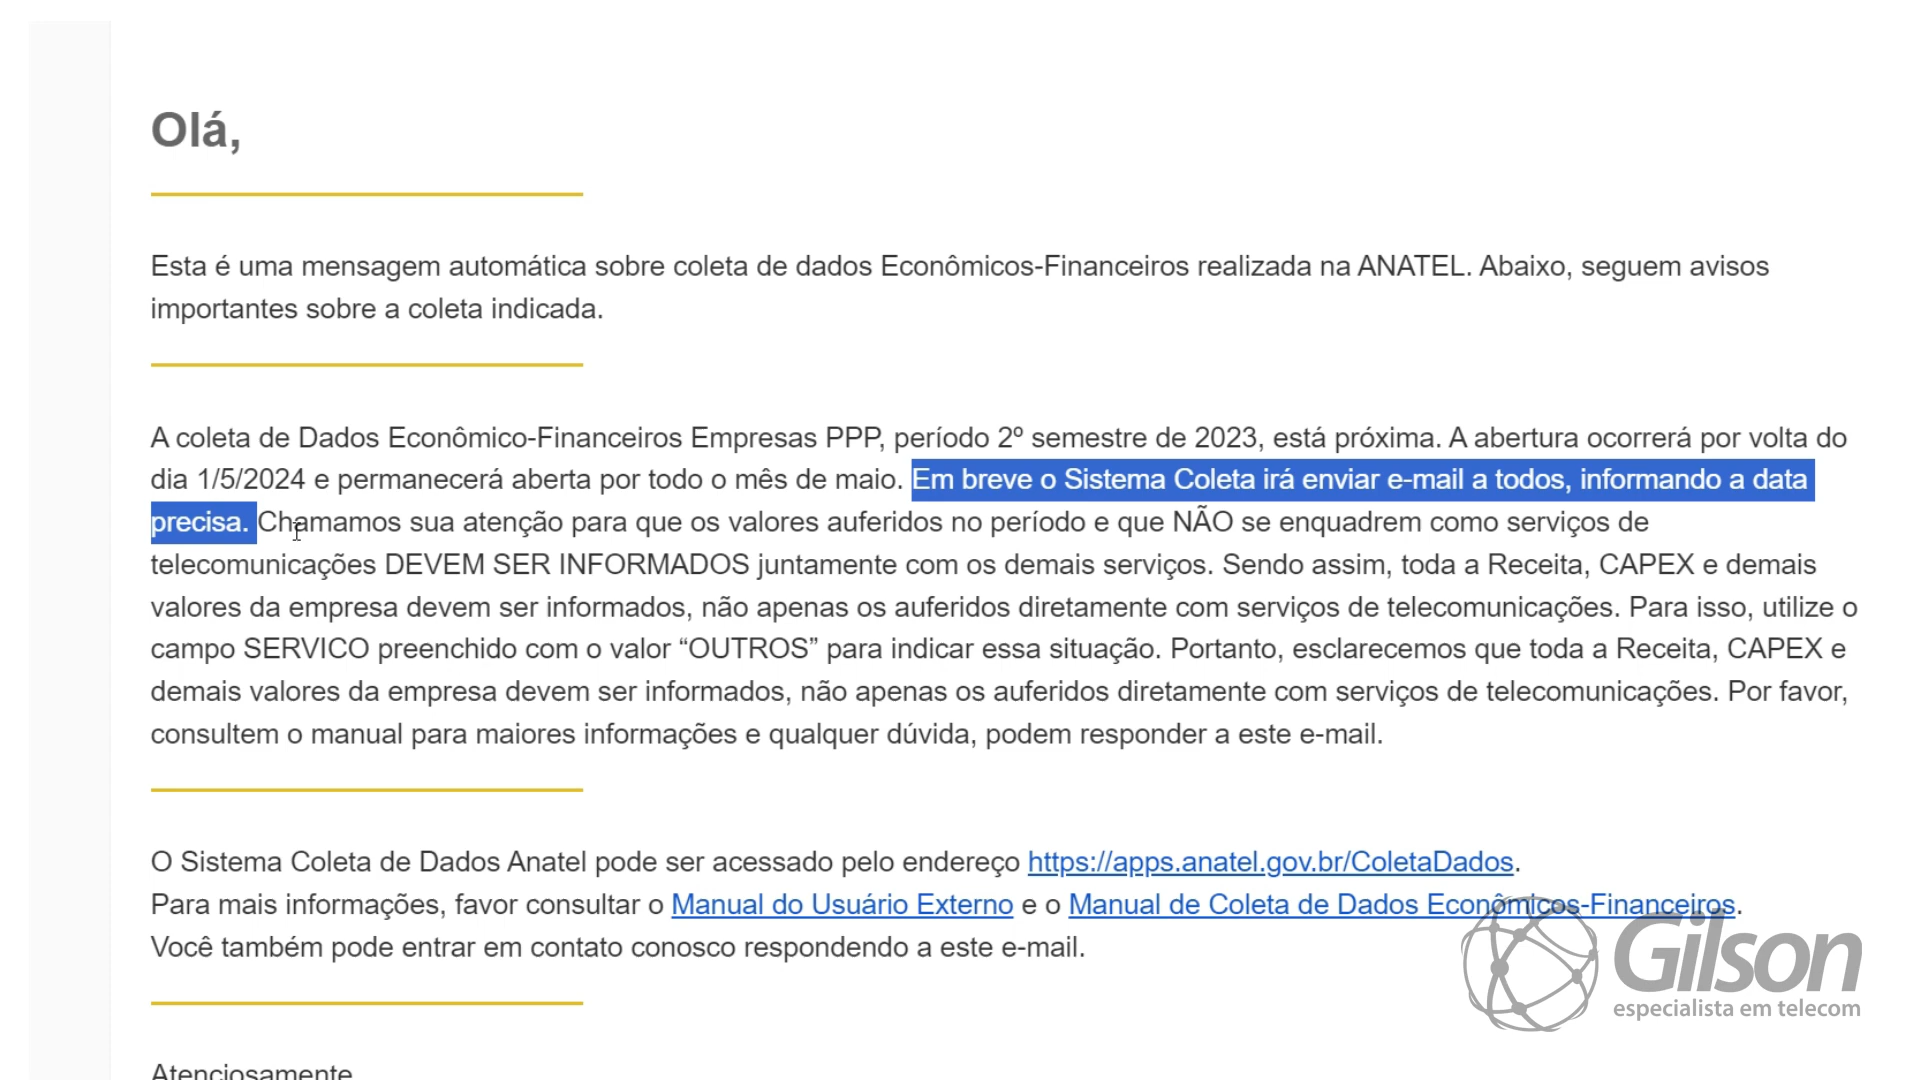 Olá,
Esta é uma mensagem automática sobre coleta de dados Econômicos-Financeiros realizada na ANATEL. Abaixo, seguem avisos
importantes sobre a coleta indicada.
A coleta de Dados Econômico-Financeiros Empresas PPP, período 2º semestre de 2023, está próxima. A abertura ocorrerá por volta do
dia 1/5/2024 e permanecerá aberta por todo o mês de maio. Em breve o Sistema Coleta irá enviar e-mail a todos, informando a data
precisa. Chamamos sua atenção para que os valores auferidos no período e que NÃO se enquadrem como serviços de
telecomunicações DEVEM SER INFORMADOS juntamente com os demais serviços. Sendo assim, toda a Receita, CAPEX e demais
valores da empresa devem ser informados, não apenas os auferidos diretamente com serviços de telecomunicações. Para isso, utilize o
campo SERVICO preenchido com o valor “OUTROS” para indicar essa situação. Portanto, esclarecemos que toda a Receita, CAPEX e
demais valores da empresa devem ser informados, não apenas os auferidos diretamente com serviços de telecomunicações. Por favor,
consultem o manual para maiores informações e qualquer dúvida, podem responder a este e-mail.
O Sistema Coleta de Dados Anatel pode ser acessado pelo endereço https://apps.anatel.gov.br/ColetaDados.
Para mais informações, favor consultar o Manual do Usuário Externo e o Manual de Coleta de Dados Econômicos-Financeiros.
Você também pode entrar em contato conosco respondendo a este e-mail.
Gilson
especialista em telecom
Atenciosamente